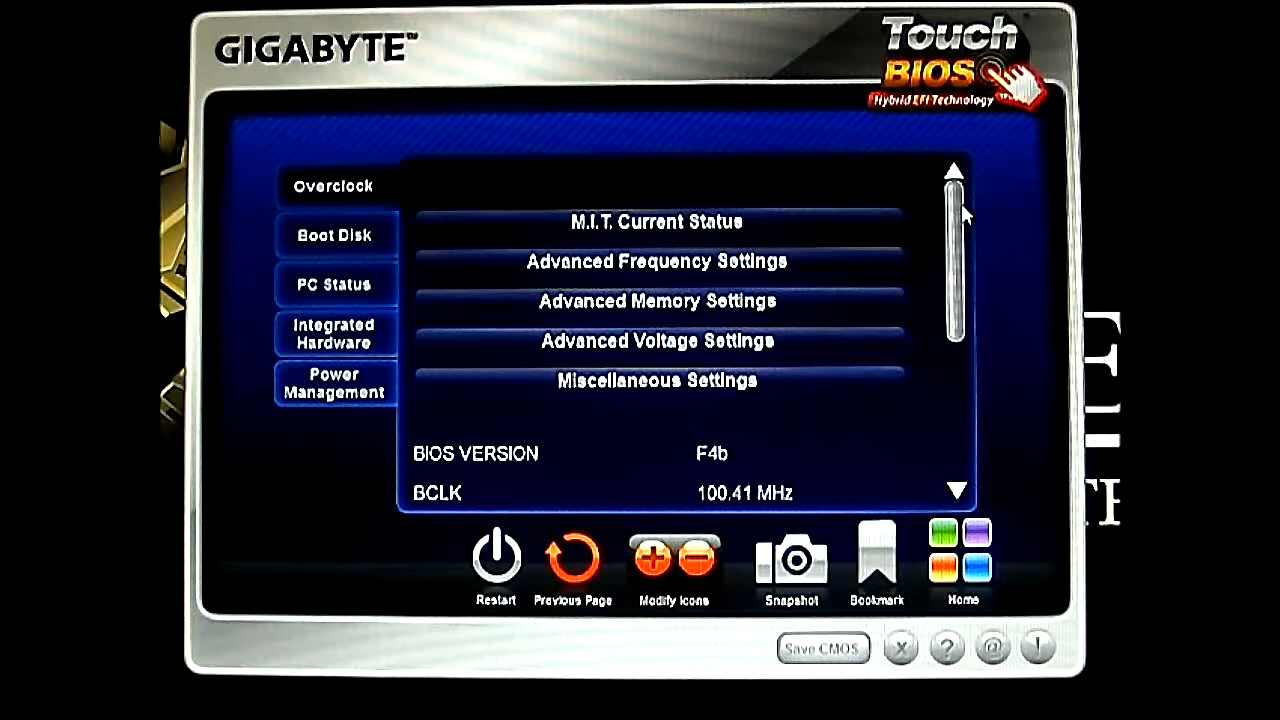 GIGABYTE™
Touch
BIOS
Hybrid EFI Technology
Overclock
Boot Disk
PC Status
Integrated
Hardware
Power
Management
M.I.T. Current Status
Advanced Frequency Settings
Advanced Memory Settings
Advanced Voltage Settings
Miscellaneous Settings
BIOS VERSION F4b
BCLK 100.41 MHz
Restart
Previous Page
Modify Icons
Snapshot
Bookmark
Home
Save CMOS
X
?
@
!
E